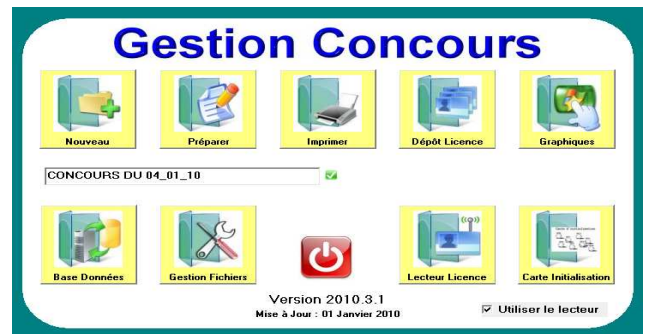 Gestion Concours
Nouveau
Préparer
Imprimer
Dépôt Licence
Graphiques
CONCOURS DU 04_01_10
Base Données
Gestion Fichiers
Lecteur Licence
Carte Initialisation
Version 2010.3.1
Mise à Jour : 01 Janvier 2010
Utiliser le lecteur